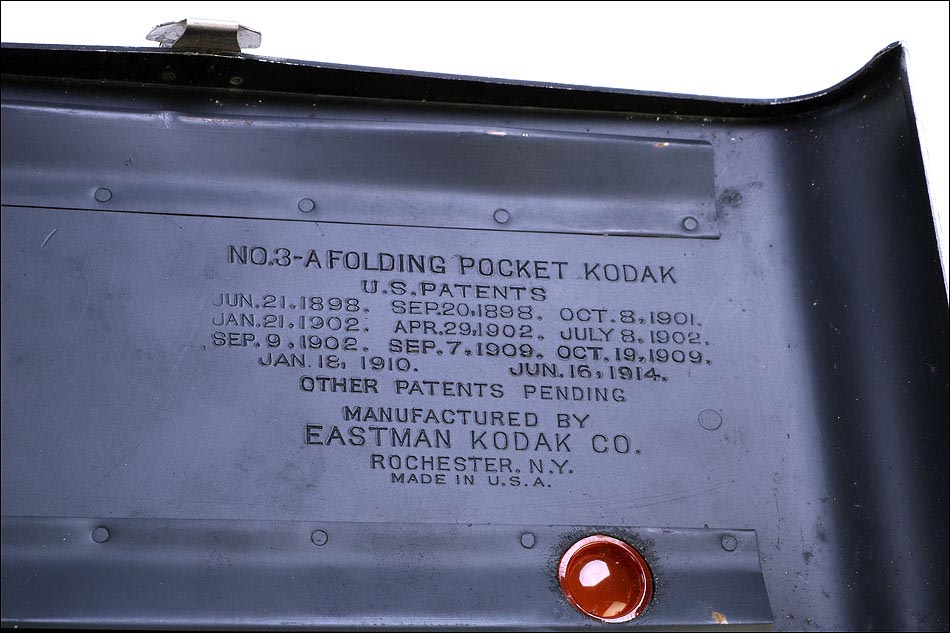 NO.3-A FOLDING POCKET KODAK
U.S. PATENTS
JUN.21.1898. SEP.20,1898. OCT.8,1901.
JAN.21,1902. APR.29,1902. JULY 8,1902.
SEP.9,1902. SEP.7,1909. OCT.19,1909.
JAN.18,1910. JUN.16,1914.
OTHER PATENTS PENDING
MANUFACTURED BY
EASTMAN KODAK CO.
ROCHESTER. N.Y.
MADE IN U.S.A.